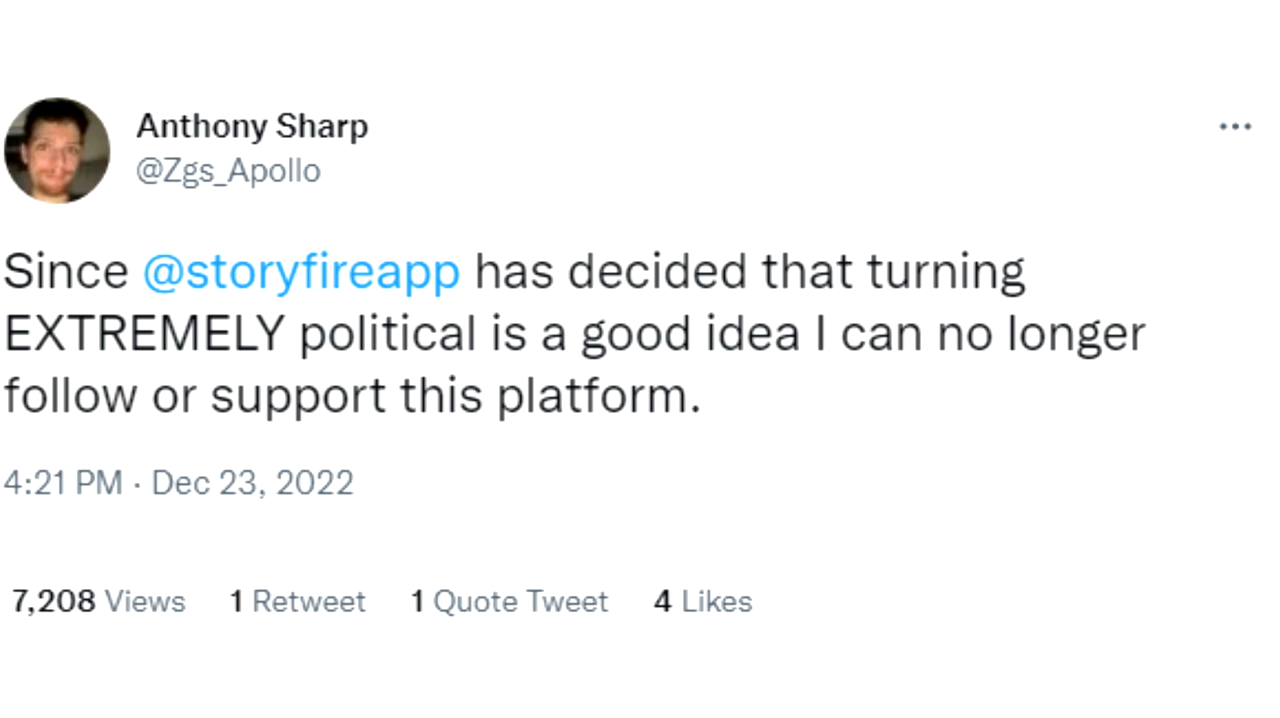 Anthony Sharp
@Zgs_Apollo
Since @storyfireapp has decided that turning
EXTREMELY political is a good idea I can no longer
follow or support this platform.
4:21 PM · Dec 23, 2022
7,208 Views 1 Retweet 1 Quote Tweet 4 Likes